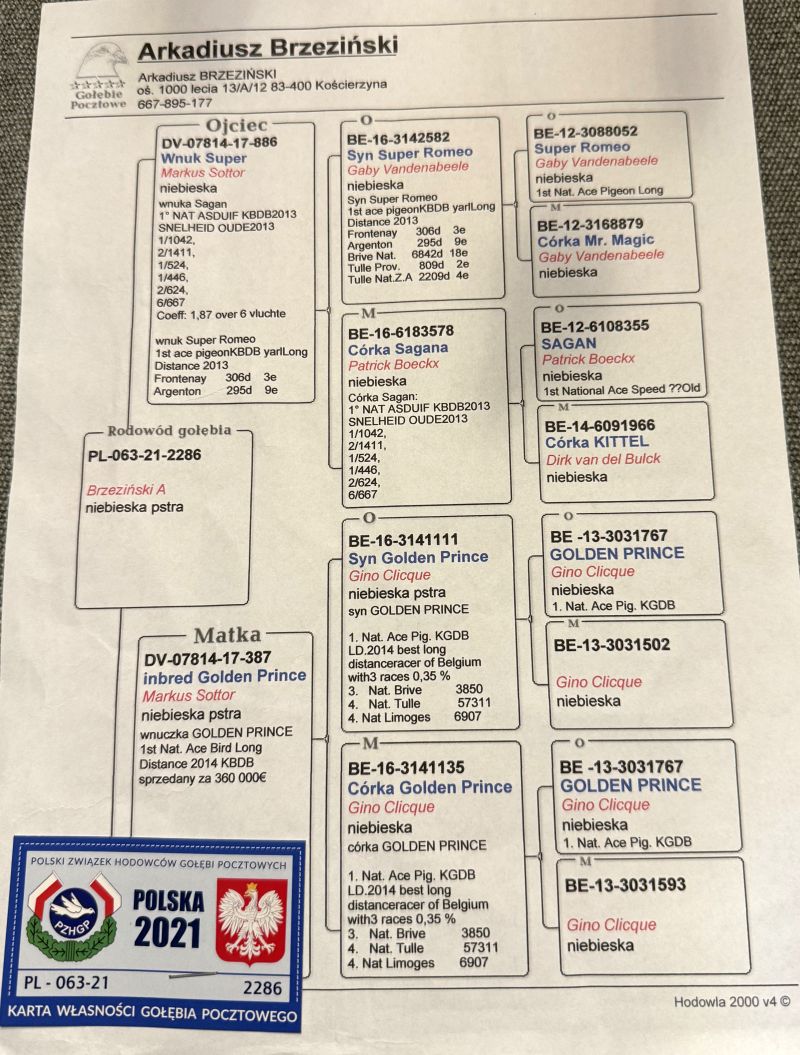 Arkadiusz Brzeziński
Arkadiusz BRZEZIŃSKI
oś. 1000 lecia 13/A/12 83-400 Kościerzyna
667-895-177
Gołębie
Pocztowe
Ojciec
DV-07814-17-886
Wnuk Super
Markus Sottor
niebieska
wnuka Sagan
1° NAT ASDUIF KBDB2013
SNELHEID OUDE2013
1/1042,
2/1411,
1/524,
1/446,
2/624,
6/667
Coeff: 1,87 over 6 vluchte
wnuk Super Romeo
1st ace pigeonKBDB yarlLong
Distance 2013
Frontenay 306d 3e
Argenton 295d 9e
O
BE-16-3142582
Syn Super Romeo
Gaby Vandenabeele
niebieska
Syn Super Romeo
1st ace pigeonKBDB yarlLong
Distance 2013
Frontenay 306d 3e
Argenton 295d 9e
Brive Nat. 6842d 18e
Tulle Prov. 809d 2e
Tulle Nat.Z.A 2209d 4e
O
BE-12-3088052
Super Romeo
Gaby Vandenabeele
niebieska
1st Nat. Ace Pigeon Long
M
BE-12-3168879
Córka Mr. Magic
Gaby Vandenabeele
niebieska
M
BE-16-6183578
Córka Sagana
Patrick Boeckx
niebieska
Córka Sagan:
1° NAT ASDUIF KBDB2013
SNELHEID OUDE2013
1/1042,
2/1411,
1/524,
1/446,
2/624,
6/667
O
BE-12-6108355
SAGAN
Patrick Boeckx
niebieska
1st National Ace Speed ??Old
M
BE-14-6091966
Córka KITTEL
Dirk van del Bulck
niebieska
Rodowód gołębia
PL-063-21-2286
Brzeziński A
niebieska pstra
Matka
DV-07814-17-387
inbred Golden Prince
Markus Sottor
niebieska pstra
wnuczka GOLDEN PRINCE
1st Nat. Ace Bird Long
Distance 2014 KBDB
sprzedany za 360 000€
O
BE-16-3141111
Syn Golden Prince
Gino Clicque
niebieska pstra
syn GOLDEN PRINCE
1. Nat. Ace Pig. KGDB
LD.2014 best long
distanceracer of Belgium
with3 races 0,35 %
3. Nat. Brive 3850
4. Nat. Tulle 57311
4. Nat Limoges 6907
O
BE -13-3031767
GOLDEN PRINCE
Gino Clicque
niebieska
1. Nat. Ace Pig. KGDB
M
BE-13-3031502
Gino Clicque
niebieska
M
BE-16-3141135
Córka Golden Prince
Gino Clicque
niebieska
córka GOLDEN PRINCE
1. Nat. Ace Pig. KGDB
LD.2014 best long
distanceracer of Belgium
with3 races 0,35 %
3. Nat. Brive 3850
4. Nat. Tulle 57311
4. Nat Limoges 6907
O
BE -13-3031767
GOLDEN PRINCE
Gino Clicque
niebieska
1. Nat. Ace Pig. KGDB
M
BE-13-3031593
Gino Clicque
niebieska
POLSKI ZWIĄZEK HODOWCÓW GOŁĘBI POCZTOWYCH
PZHGP
POLSKA
2021
PL - 063-21
2286
KARTA WŁASNOŚCI GOŁĘBIA POCZTOWEGO
Hodowla 2000 v4 ©